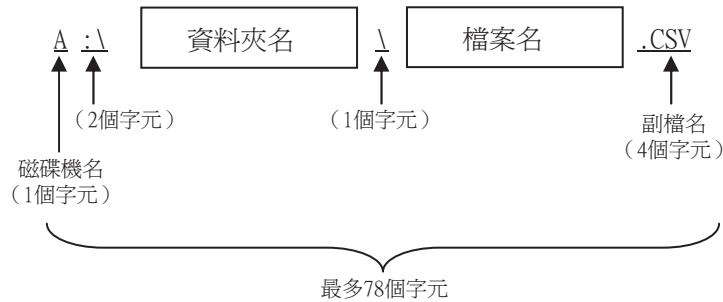 A :\ 資料夾名 \ 檔案名 .CSV
（2個字元）
（1個字元）
副檔名
（4個字元）
磁碟機名
（1個字元）
最多78個字元